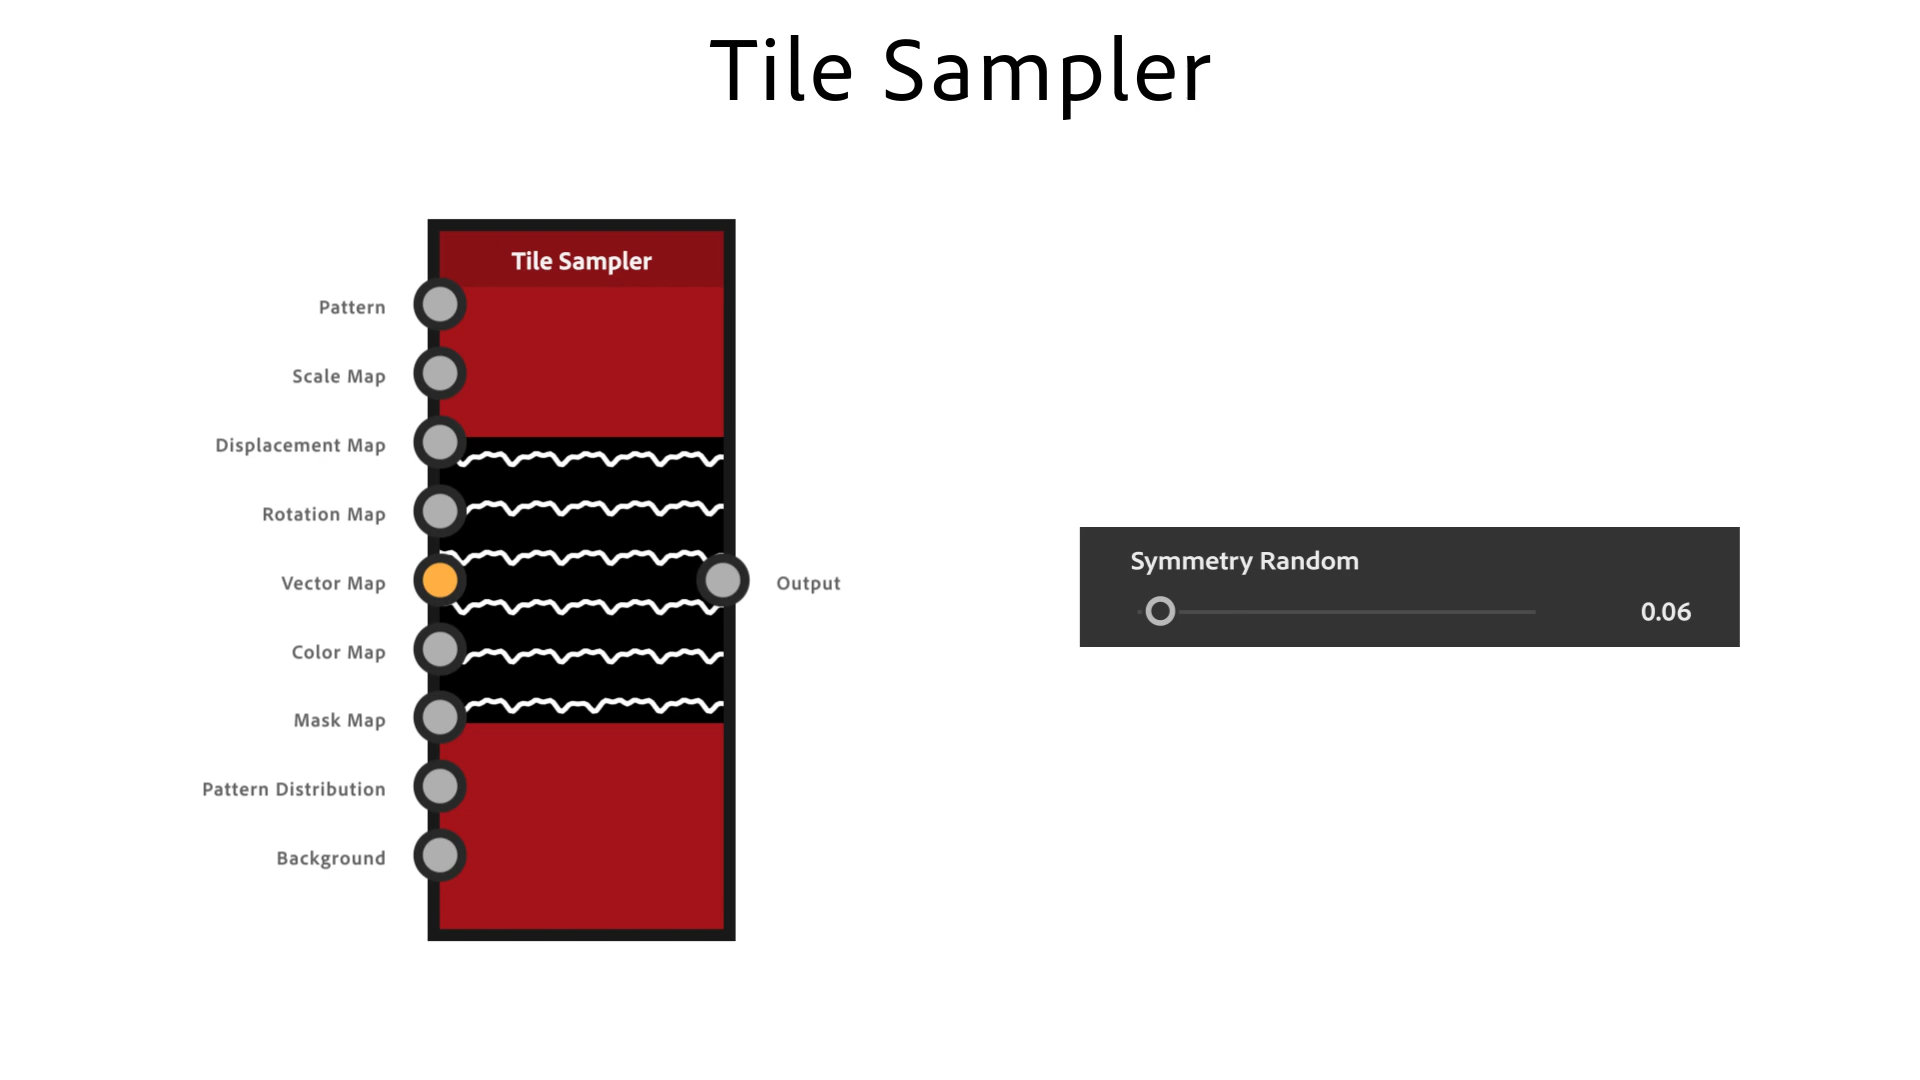 Tile Sampler
Tile Sampler
Pattern
Scale Map
Displacement Map
Rotation Map
Vector Map
Color Map
Mask Map
Pattern Distribution
Background
Output
Symmetry Random
0.06